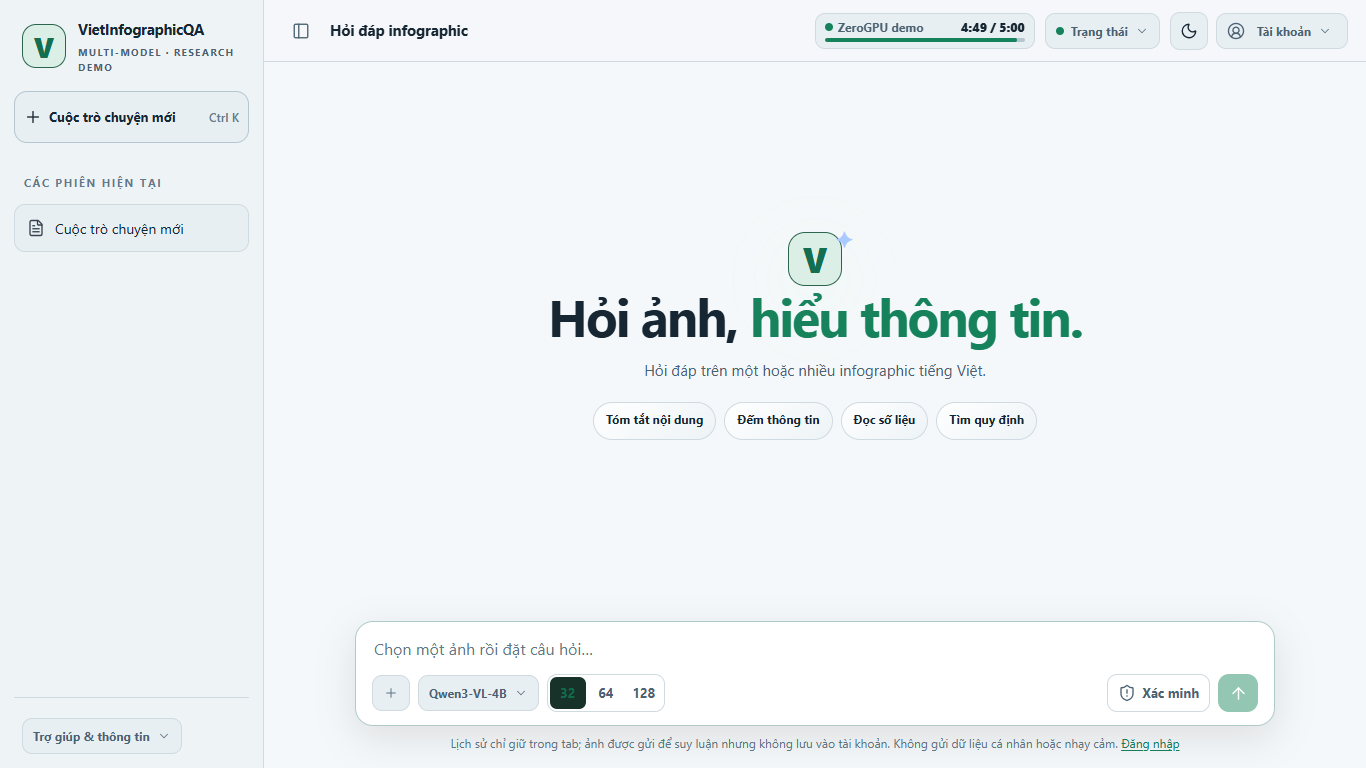 V
VietInfographicQA
MULTI-MODEL · RESEARCH
DEMO
Cuộc trò chuyện mới
Ctrl K
CÁC PHIÊN HIỆN TẠI
Cuộc trò chuyện mới
Trợ giúp & thông tin
Hỏi đáp infographic
ZeroGPU demo
4:49 / 5:00
Trạng thái
Tài khoản
V
Hỏi ảnh, hiểu thông tin.
Hỏi đáp trên một hoặc nhiều infographic tiếng Việt.
Tóm tắt nội dung
Đếm thông tin
Đọc số liệu
Tìm quy định
Chọn một ảnh rồi đặt câu hỏi...
Qwen3-VL-4B
32
64
128
Xác minh
Lịch sử chỉ giữ trong tab; ảnh được gửi để suy luận nhưng không lưu vào tài khoản. Không gửi dữ liệu cá nhân hoặc nhạy cảm. Đăng nhập